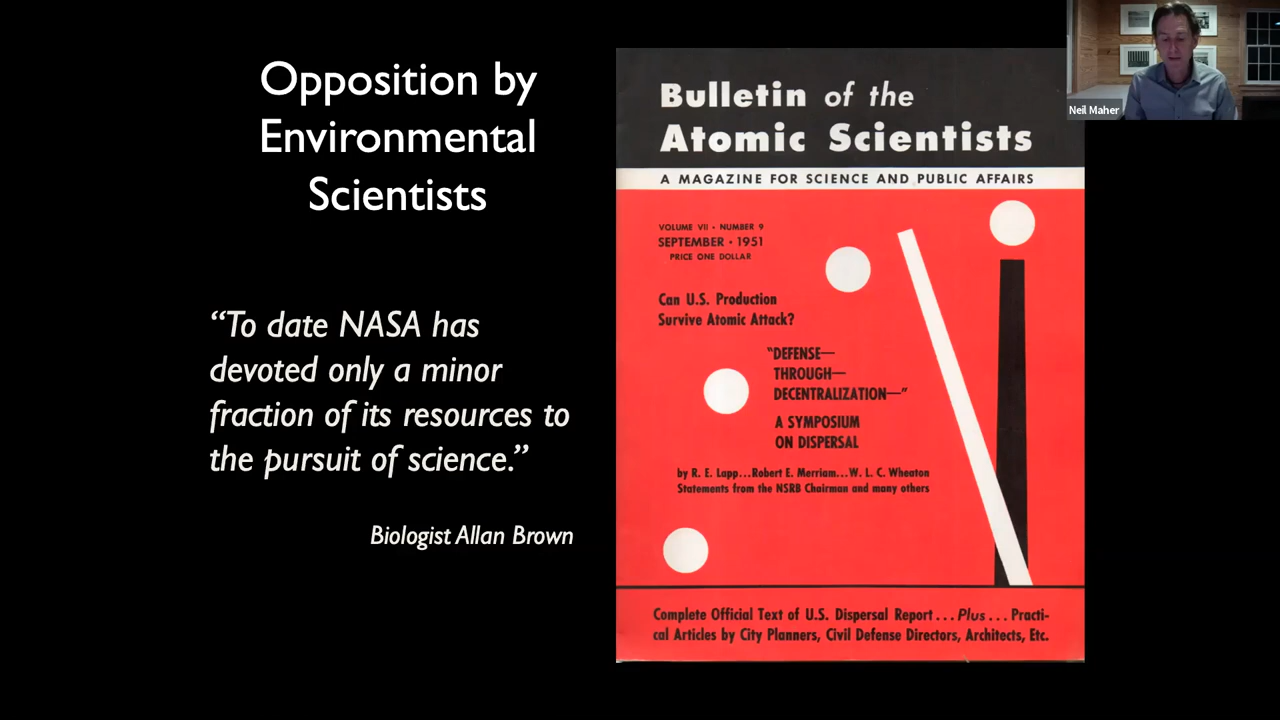 Opposition by
Environmental
Scientists
“To date NASA has
devoted only a minor
fraction of its resources to
the pursuit of science.”
Biologist Allan Brown
Bulletin of the
Atomic Scientists
A MAGAZINE FOR SCIENCE AND PUBLIC AFFAIRS
VOLUME VII • NUMBER 9
SEPTEMBER • 1951
PRICE ONE DOLLAR
Can U.S. Production
Survive Atomic Attack?
"DEFENSE—
THROUGH—
DECENTRALIZATION—"
A SYMPOSIUM
ON DISPERSAL
by R. E. Lapp...Robert E. Merriam...W. L. C. Wheaton
Statements from the NSRB Chairman and many others
Complete Official Text of U.S. Dispersal Report . . . Plus . . . Practi-
cal Articles by City Planners, Civil Defense Directors, Architects, Etc.
Neil Maher